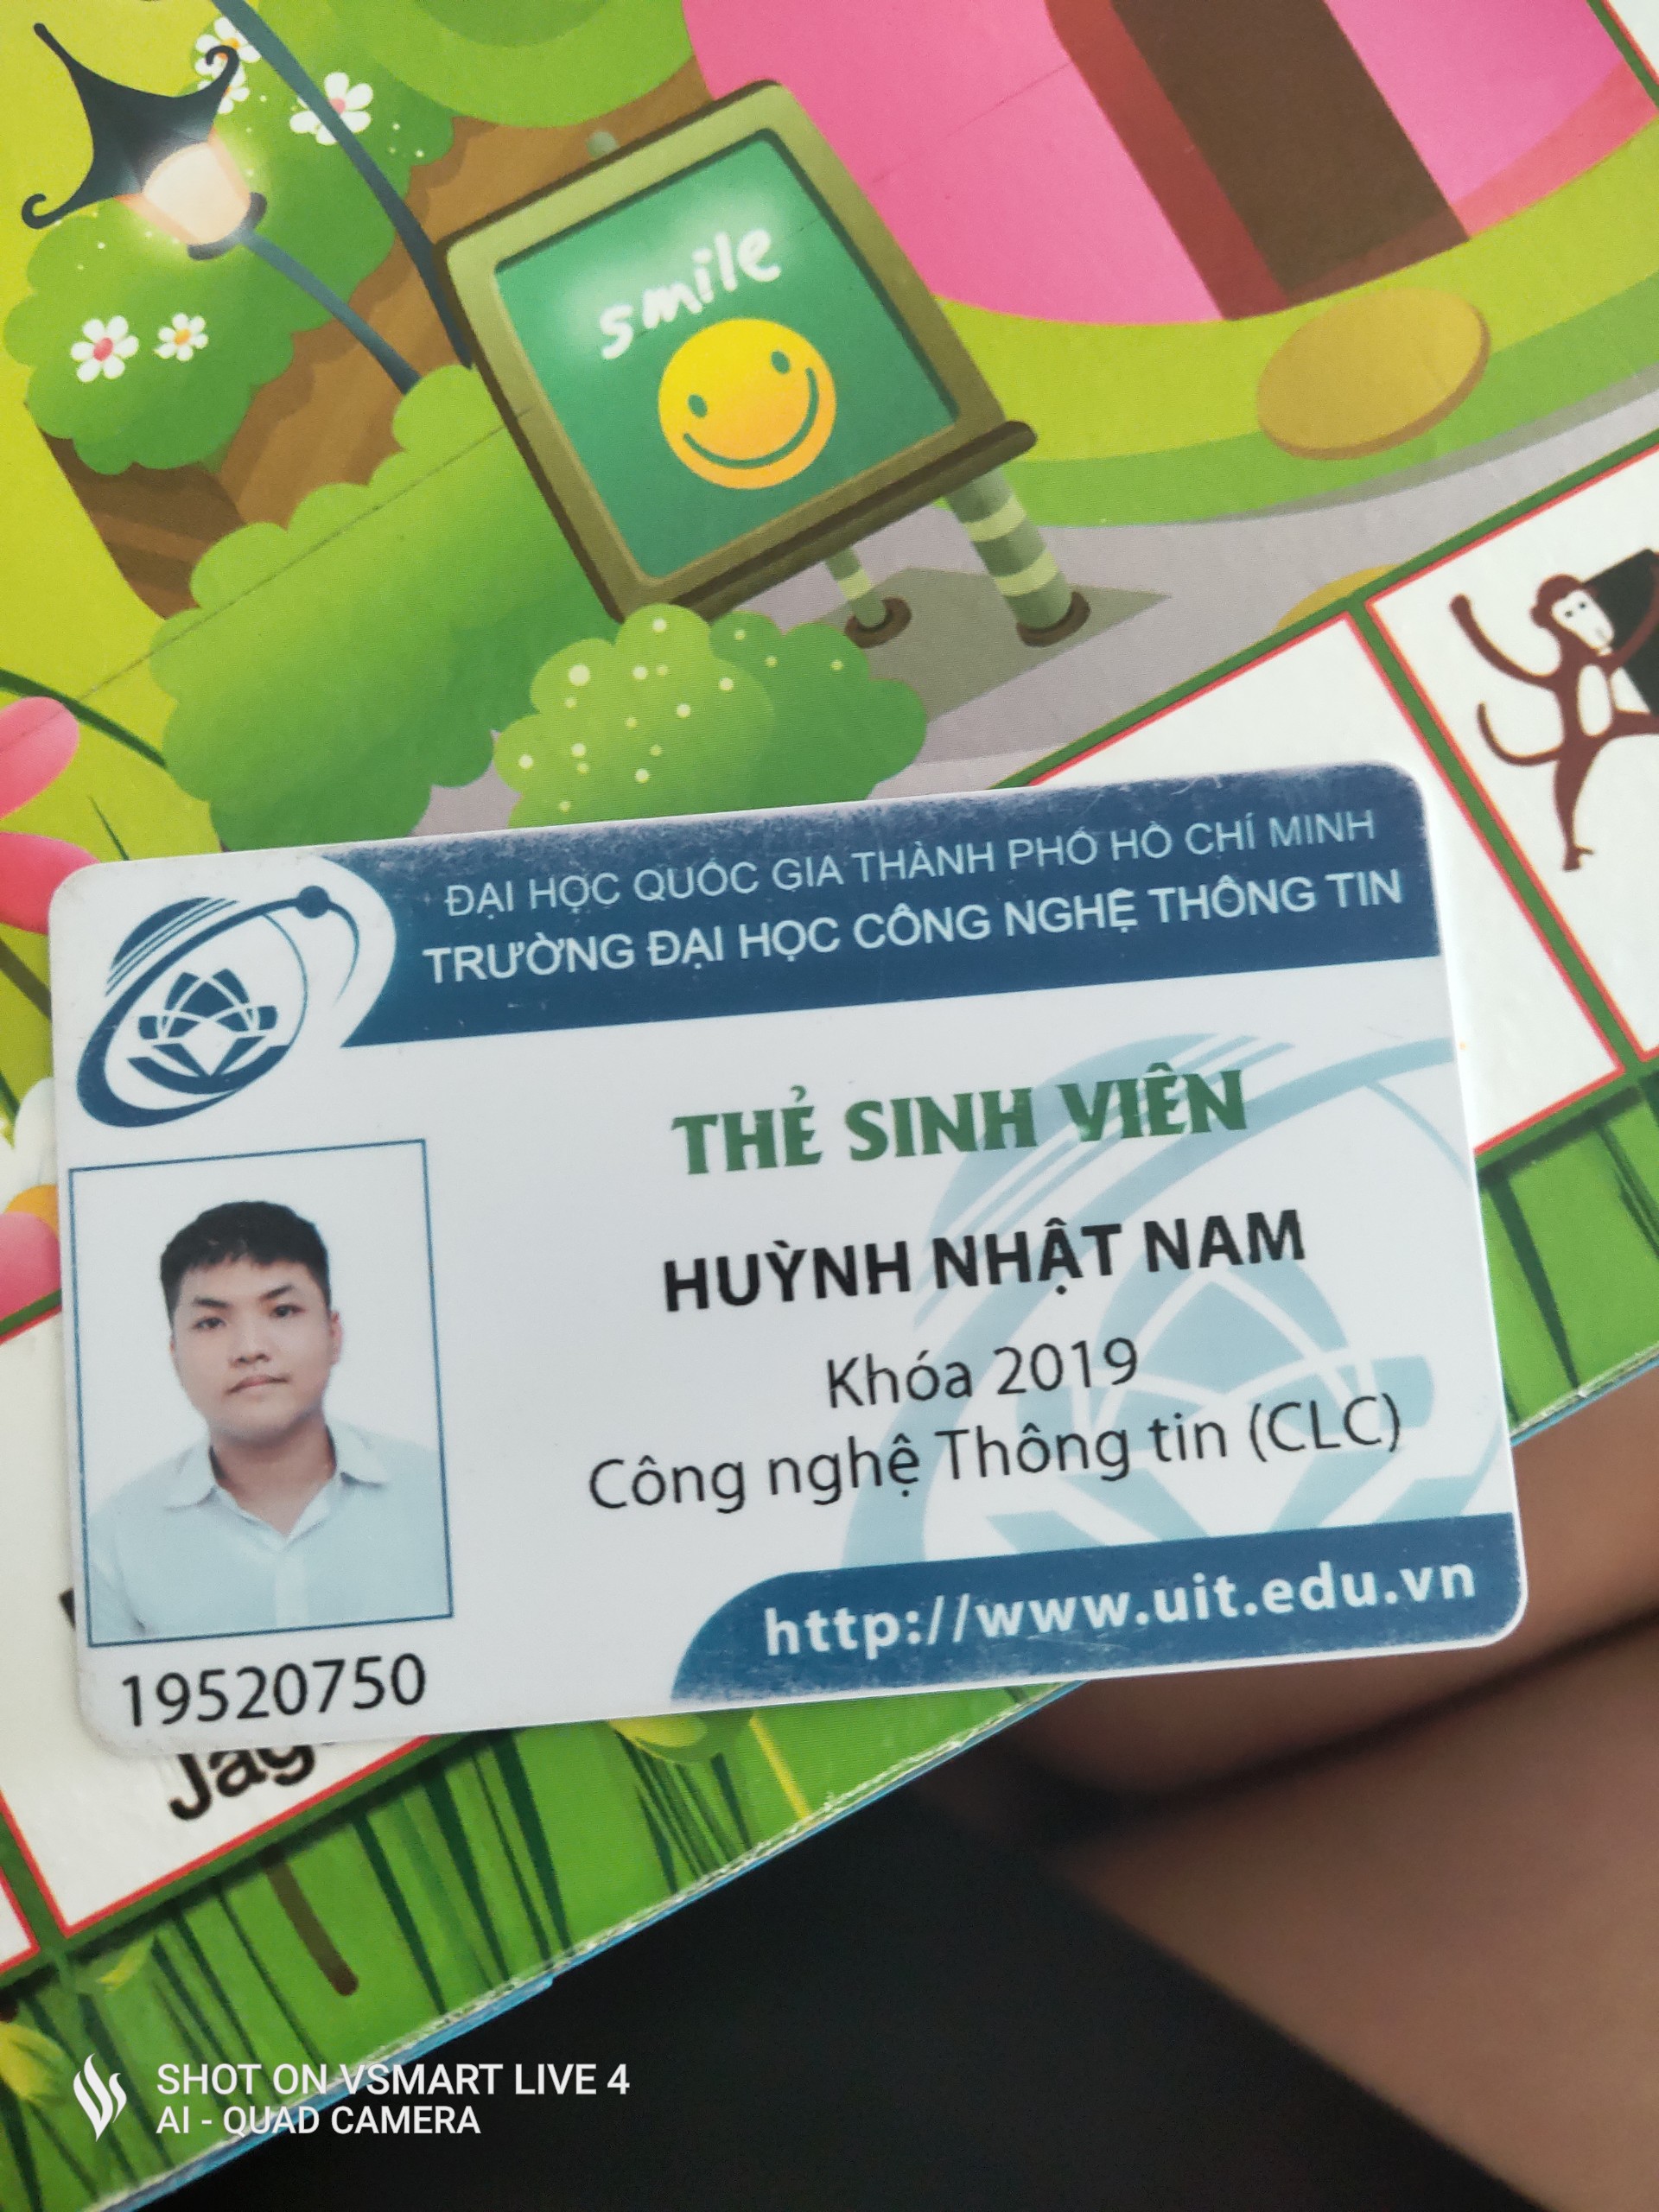 smile
ĐẠI HỌC QUỐC GIA THÀNH PHỐ HỒ CHÍ MINH
TRƯỜNG ĐẠI HỌC CÔNG NGHỆ THÔNG TIN
THẺ SINH VIÊN
HUỲNH NHẬT NAM
Khóa 2019
Công nghệ Thông tin (CLC)
http://www.uit.edu.vn
19520750
SHOT ON VSMART LIVE 4
AI - QUAD CAMERA